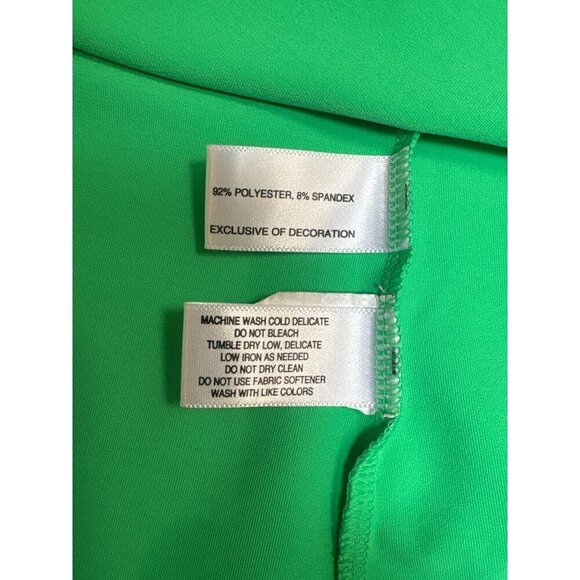 92% POLYESTER, 8% SPANDEX
EXCLUSIVE OF DECORATION
MACHINE WASH COLD DELICATE
DO NOT BLEACH
TUMBLE DRY LOW, DELICATE
LOW IRON AS NEEDED
DO NOT DRY CLEAN
DO NOT USE FABRIC SOFTENER
WASH WITH LIKE COLORS